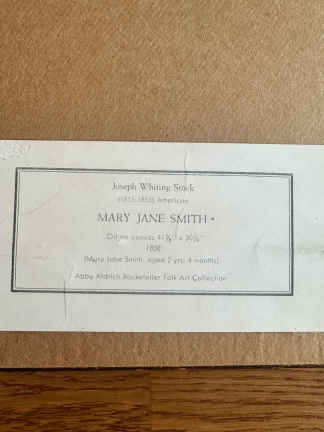 Joseph Whiting Stock
(1815-1855) American
MARY JANE SMITH •
Oil on canvas
1838
(Mary Jane Smith, aged 2 yrs. 4 months)
Abby Aldrich Rockefeller Folk Art Collection